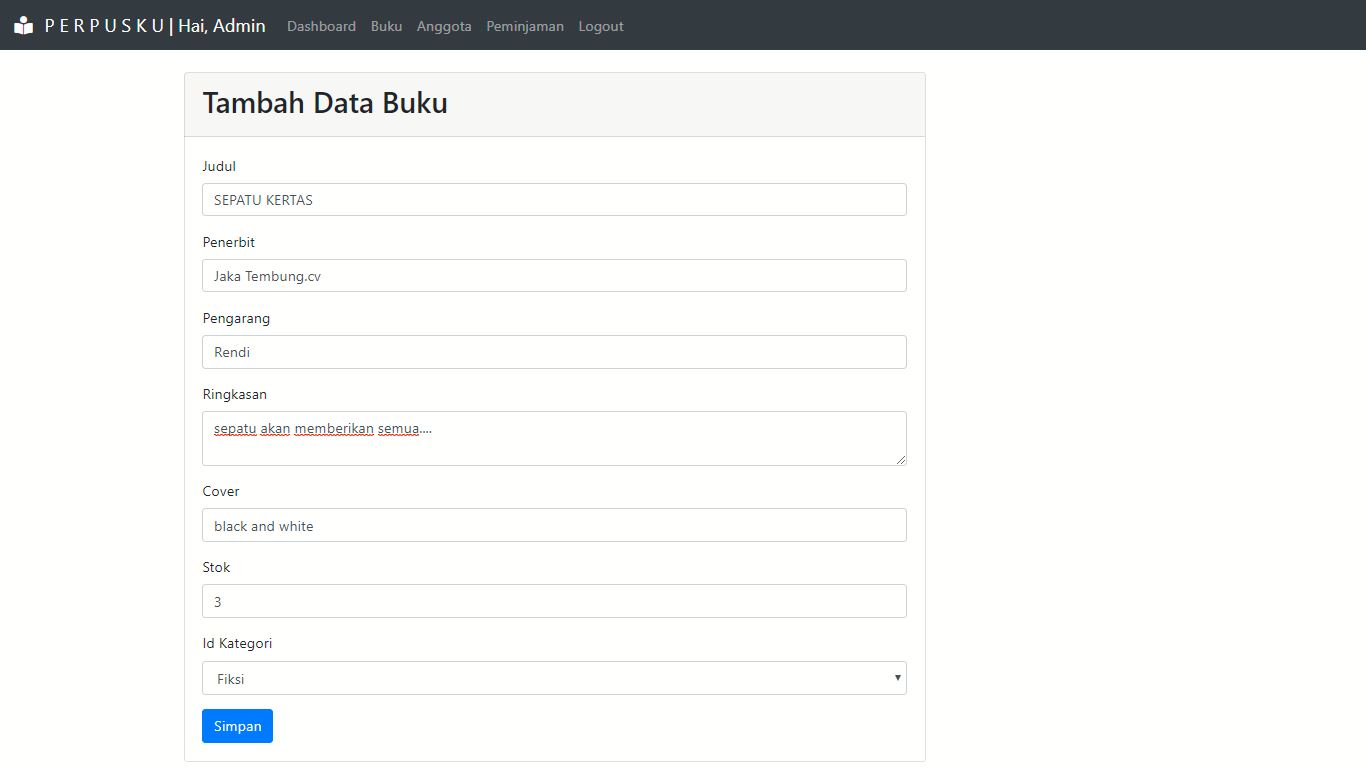 P E R P U S K U | Hai, Admin Dashboard Buku Anggota Peminjaman Logout
Tambah Data Buku
Judul
SEPATU KERTAS
Penerbit
Jaka Tembung.cv
Pengarang
Rendi
Ringkasan
sepatu akan memberikan semua....
Cover
black and white
Stok
3
Id Kategori
Fiksi
Simpan